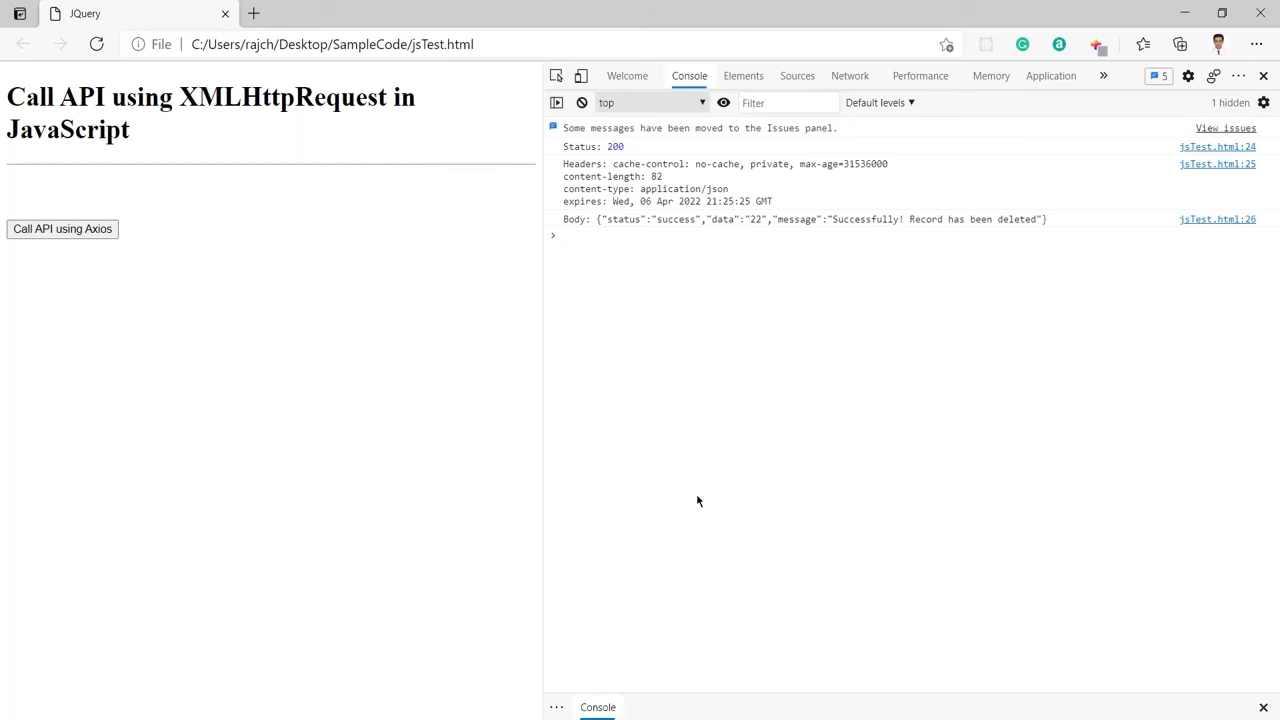 JQuery
File
C:/Users/rajch/Desktop/SampleCode/jsTest.html
Call API using XMLHttpRequest in
JavaScript
Call API using Axios
Welcome
Console
Elements
Sources
Network
Performance
Memory
Application
5
top
Filter
Default levels
1 hidden
Some messages have been moved to the Issues panel.
View issues
Status: 200
jsTest.html:24
Headers: cache-control: no-cache, private, max-age=31536000
jsTest.html:25
content-length: 82
content-type: application/json
expires: Wed, 06 Apr 2022 21:25:25 GMT
Body: {"status":"success","data":"22","message":"Successfully! Record has been deleted"}
jsTest.html:26
Console